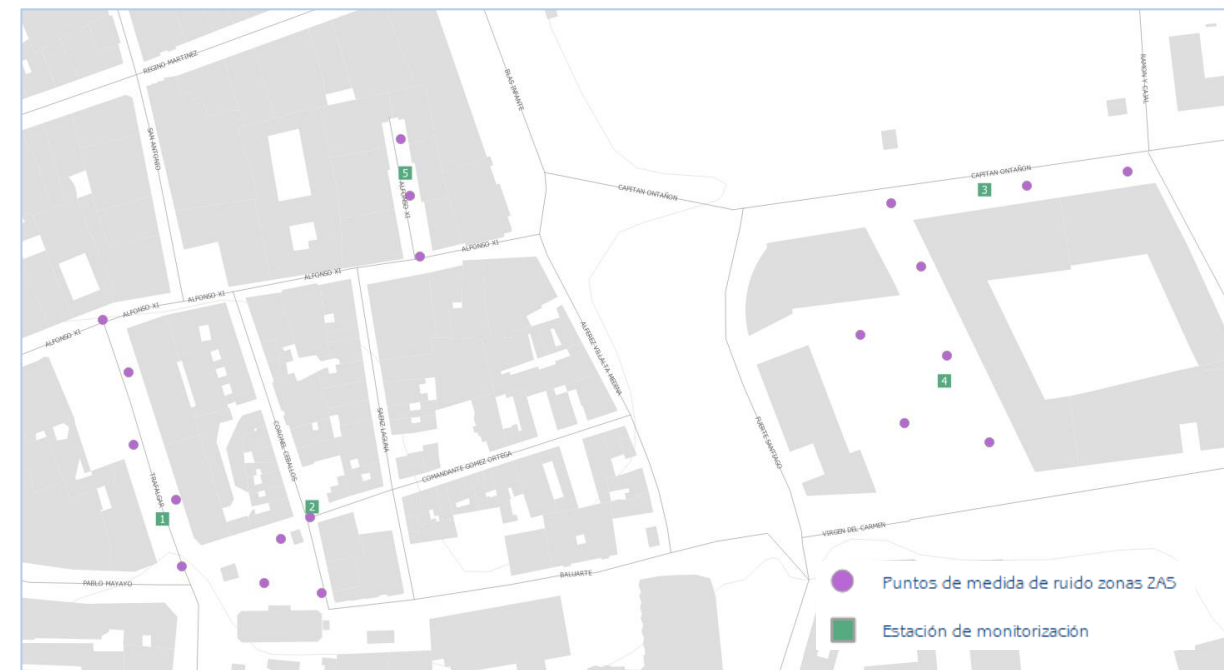 REGINO MARTINEZ
SAN ANTONIO
BLAS INFANTE
RAMON Y CAJAL
5
ALFONSO XI
CAPITAN ONTAÑON
CAPITAN ONTAÑON
3
ALFONSO XI
ALFONSO XI
ALFONSO XI
ALFONSO XI
ALFONSO XI
ALFEREZ VILLALTA MEDINA
4
SAENZ LAGUNA
CORONEL CEBALLOS
COMANDANTE GOMEZ ORTEGA
FUERTE SANTIAGO
TRAFALGAR
2
1
VIRGEN DEL CARMEN
PABLO MAYAYO
BALUARTE
Puntos de medida de ruido zonas ZAS
Estación de monitorización